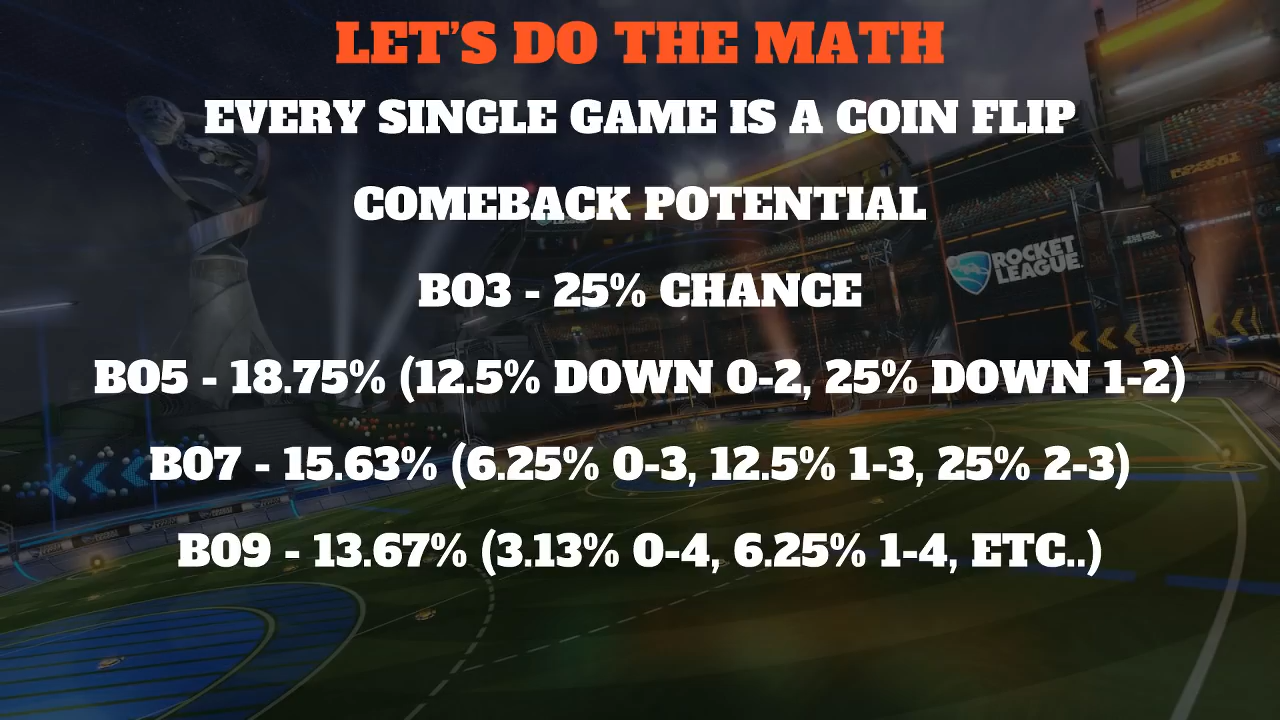 LET'S DO THE MATH
EVERY SINGLE GAME IS A COIN FLIP
COMEBACK POTENTIAL
ROCKET
LEAGUE
BO3 - 25% CHANCE
BO5 - 18.75% (12.5% DOWN 0-2, 25% DOWN 1-2)
BO7 - 15.63% (6.25% 0-3, 12.5% 1-3, 25% 2-3)
BO9 - 13.67% (3.13% 0-4, 6.25% 1-4, ETC..)